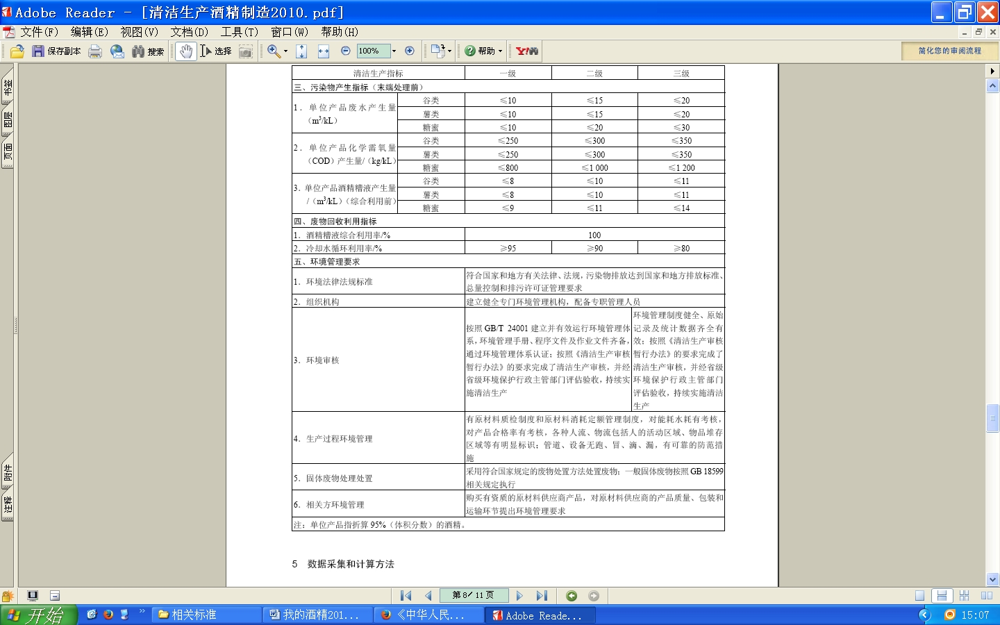 Adobe Reader - [清洁生产酒精制造2010.pdf]
文件(F) 编辑(E) 视图(V) 文档(D) 工具(T) 窗口(W) 帮助(H)
保存副本 搜索 选择 100% 帮助 Y! 简化您的审阅流程
书签
图层
页面
附件
注释
清洁生产指标 一级 二级 三级
三、污染物产生指标（末端处理前）
1．单位产品废水产生量
（m³/kL）
谷类 ≤10 ≤15 ≤20
薯类 ≤10 ≤15 ≤20
糖蜜 ≤10 ≤20 ≤30
2．单位产品化学需氧量
（COD）产生量/（kg/kL）
谷类 ≤250 ≤300 ≤350
薯类 ≤250 ≤300 ≤350
糖蜜 ≤800 ≤1 000 ≤1 200
3．单位产品酒精糟液产生量
/（m³/kL）（综合利用前）
谷类 ≤8 ≤10 ≤11
薯类 ≤8 ≤10 ≤11
糖蜜 ≤9 ≤11 ≤14
四、废物回收利用指标
1．酒精糟液综合利用率/% 100
2．冷却水循环利用率/% ≥95 ≥90 ≥80
五、环境管理要求
1．环境法律法规标准
符合国家和地方有关法律、法规，污染物排放达到国家和地方排放标准、
总量控制和排污许可证管理要求
2．组织机构 建立健全专门环境管理机构，配备专职管理人员
3．环境审核
按照 GB/T 24001 建立并有效运行环境管理体
系，环境管理手册、程序文件及作业文件齐备，
通过环境管理体系认证；按照《清洁生产审核
暂行办法》的要求完成了清洁生产审核，并经
省级环境保护行政主管部门评估验收，持续实
施清洁生产
环境管理制度健全、原始
记录及统计数据齐全有
效；按照《清洁生产审核
暂行办法》的要求完成了
清洁生产审核，并经省级
环境保护行政主管部门
评估验收，持续实施清洁
生产
4．生产过程环境管理
有原材料质检制度和原材料消耗定额管理制度，对能耗水耗有考核，
对产品合格率有考核，各种人流、物流包括人的活动区域、物品堆存
区域等有明显标识；管道、设备无跑、冒、滴、漏，有可靠的防范措
施
5．固体废物处理处置
采用符合国家规定的废物处置方法处置废物；一般固体废物按照 GB 18599
相关规定执行
6．相关方环境管理
购买有资质的原材料供应商产品，对原材料供应商的产品质量、包装和
运输环节提出环境管理要求
注：单位产品指折算 95%（体积分数）的酒精。
5 数据采集和计算方法
第 8/ 11 页
开始 » 相关标准 我的酒精201... 《中华人民... Adobe Reade... 15:07